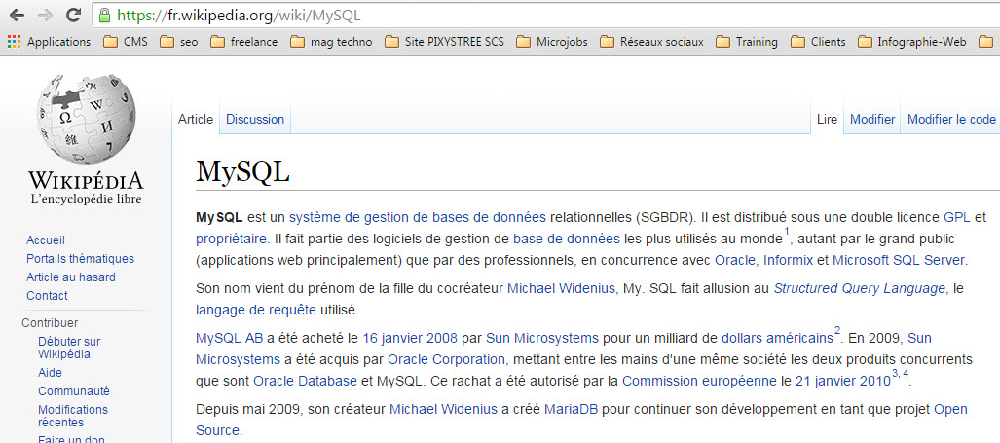 https://fr.wikipedia.org/wiki/MySQL
Applications CMS seo freelance mag techno Site PIXYSTREE SCS Microjobs Réseaux sociaux Training Clients Infographie-Web
WIKIPÉDIA
L'encyclopédie libre
Accueil
Portails thématiques
Article au hasard
Contact
Contribuer
Débuter sur
Wikipédia
Aide
Communauté
Modifications
récentes
Faire un don
Article Discussion Lire Modifier Modifier le code
MySQL
MySQL est un système de gestion de bases de données relationnelles (SGBDR). Il est distribué sous une double licence GPL et
propriétaire. Il fait partie des logiciels de gestion de base de données les plus utilisés au monde1, autant par le grand public
(applications web principalement) que par des professionnels, en concurrence avec Oracle, Informix et Microsoft SQL Server.
Son nom vient du prénom de la fille du cocréateur Michael Widenius, My. SQL fait allusion au Structured Query Language, le
langage de requête utilisé.
MySQL AB a été acheté le 16 janvier 2008 par Sun Microsystems pour un milliard de dollars américains2. En 2009, Sun
Microsystems a été acquis par Oracle Corporation, mettant entre les mains d'une même société les deux produits concurrents
que sont Oracle Database et MySQL. Ce rachat a été autorisé par la Commission européenne le 21 janvier 20103, 4.
Depuis mai 2009, son créateur Michael Widenius a créé MariaDB pour continuer son développement en tant que projet Open
Source.